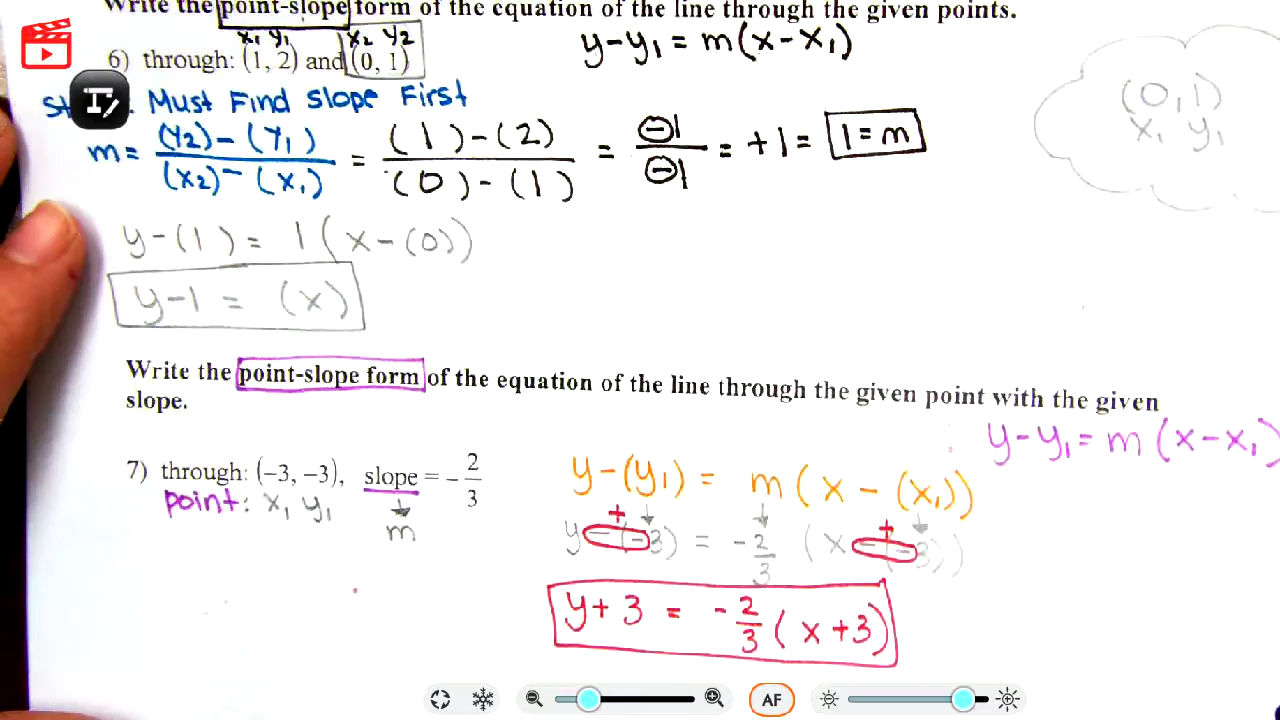 Write the point-slope form of the equation of the line through the given points.
x₁ y₁ x₂ y₂
6) through: (1, 2) and (0, 1)
y-y₁ = m(x-x₁)
(0, 1)
x₁ y₁
Must Find Slope First
m = (y₂)-(y₁) / (x₂)-(x₁) = (1)-(2) / (0)-(1) = -1 / -1 = +1 = 1 = m
y-(1) = 1(x-(0))
y-1 = (x)
Write the point-slope form of the equation of the line through the given point with the given
slope.
y-y₁ = m(x-x₁)
7) through: (−3, −3), slope = − 2/3
point: x₁ y₁
m
y-(y₁) = m(x-(x₁))
+ +
y-(-3) = -2/3 (x-(-3))
y+3 = -2/3 (x+3)
AF